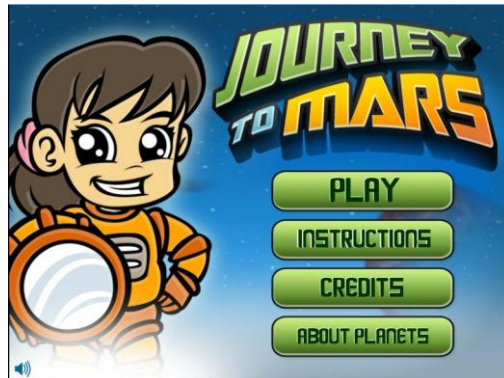 JOURNEY
TO MARS
PLAY
INSTRUCTIONS
CREDITS
ABOUT PLANETS